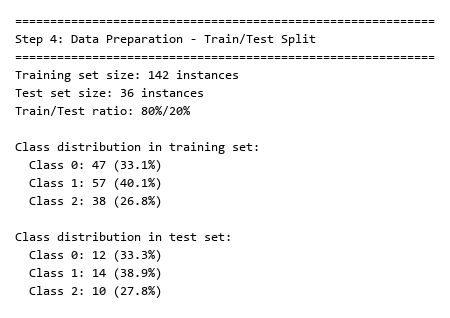 ============================================================
Step 4: Data Preparation - Train/Test Split
============================================================
Training set size: 142 instances
Test set size: 36 instances
Train/Test ratio: 80%/20%

Class distribution in training set:
  Class 0: 47 (33.1%)
  Class 1: 57 (40.1%)
  Class 2: 38 (26.8%)

Class distribution in test set:
  Class 0: 12 (33.3%)
  Class 1: 14 (38.9%)
  Class 2: 10 (27.8%)